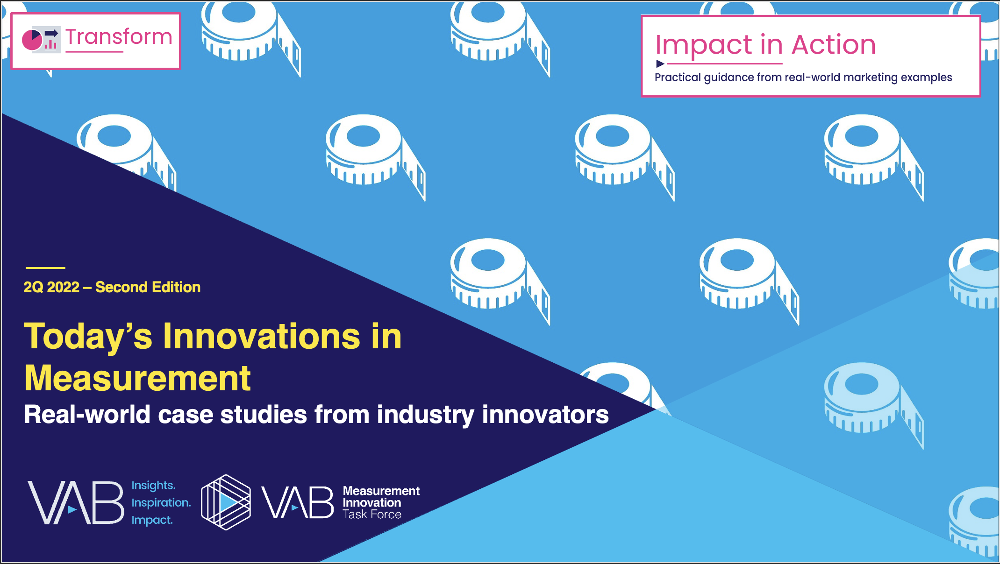 Transform
Impact in Action
Practical guidance from real-world marketing examples
2Q 2022 – Second Edition
Today’s Innovations in
Measurement
Real-world case studies from industry innovators
VAB
Insights.
Inspiration.
Impact.
VAB
Measurement
Innovation
Task Force